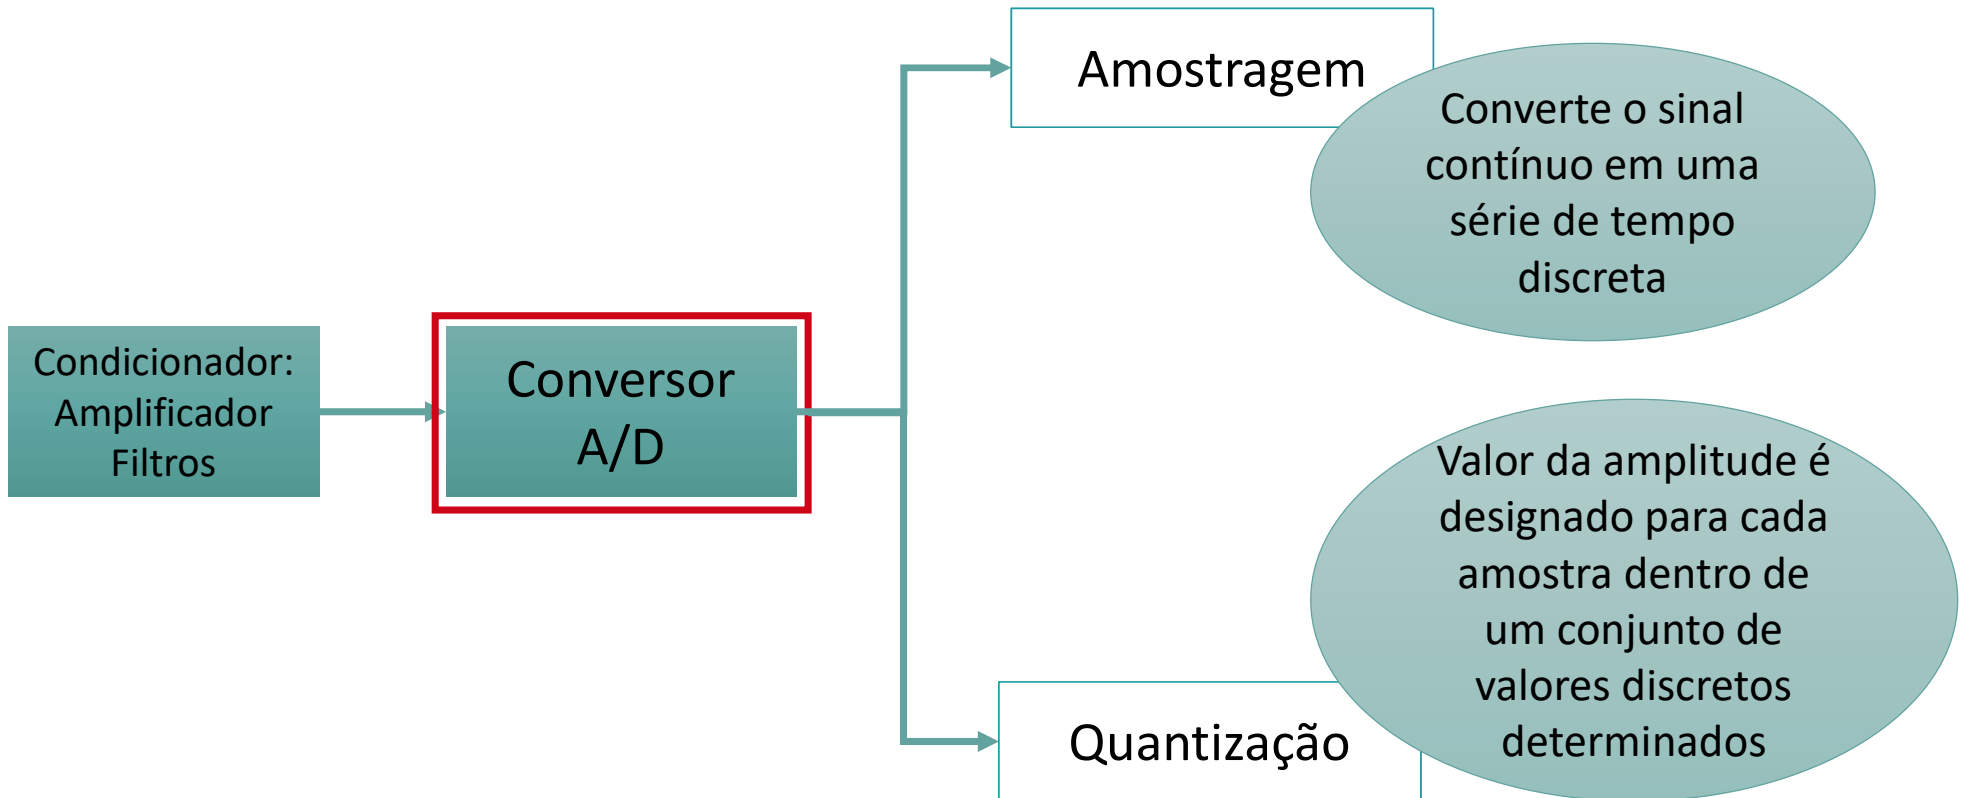 Amostragem
Converte o sinal
contínuo em uma
série de tempo
discreta
Condicionador:
Amplificador
Filtros
Conversor
A/D
Valor da amplitude é
designado para cada
amostra dentro de
um conjunto de
valores discretos
determinados
Quantização